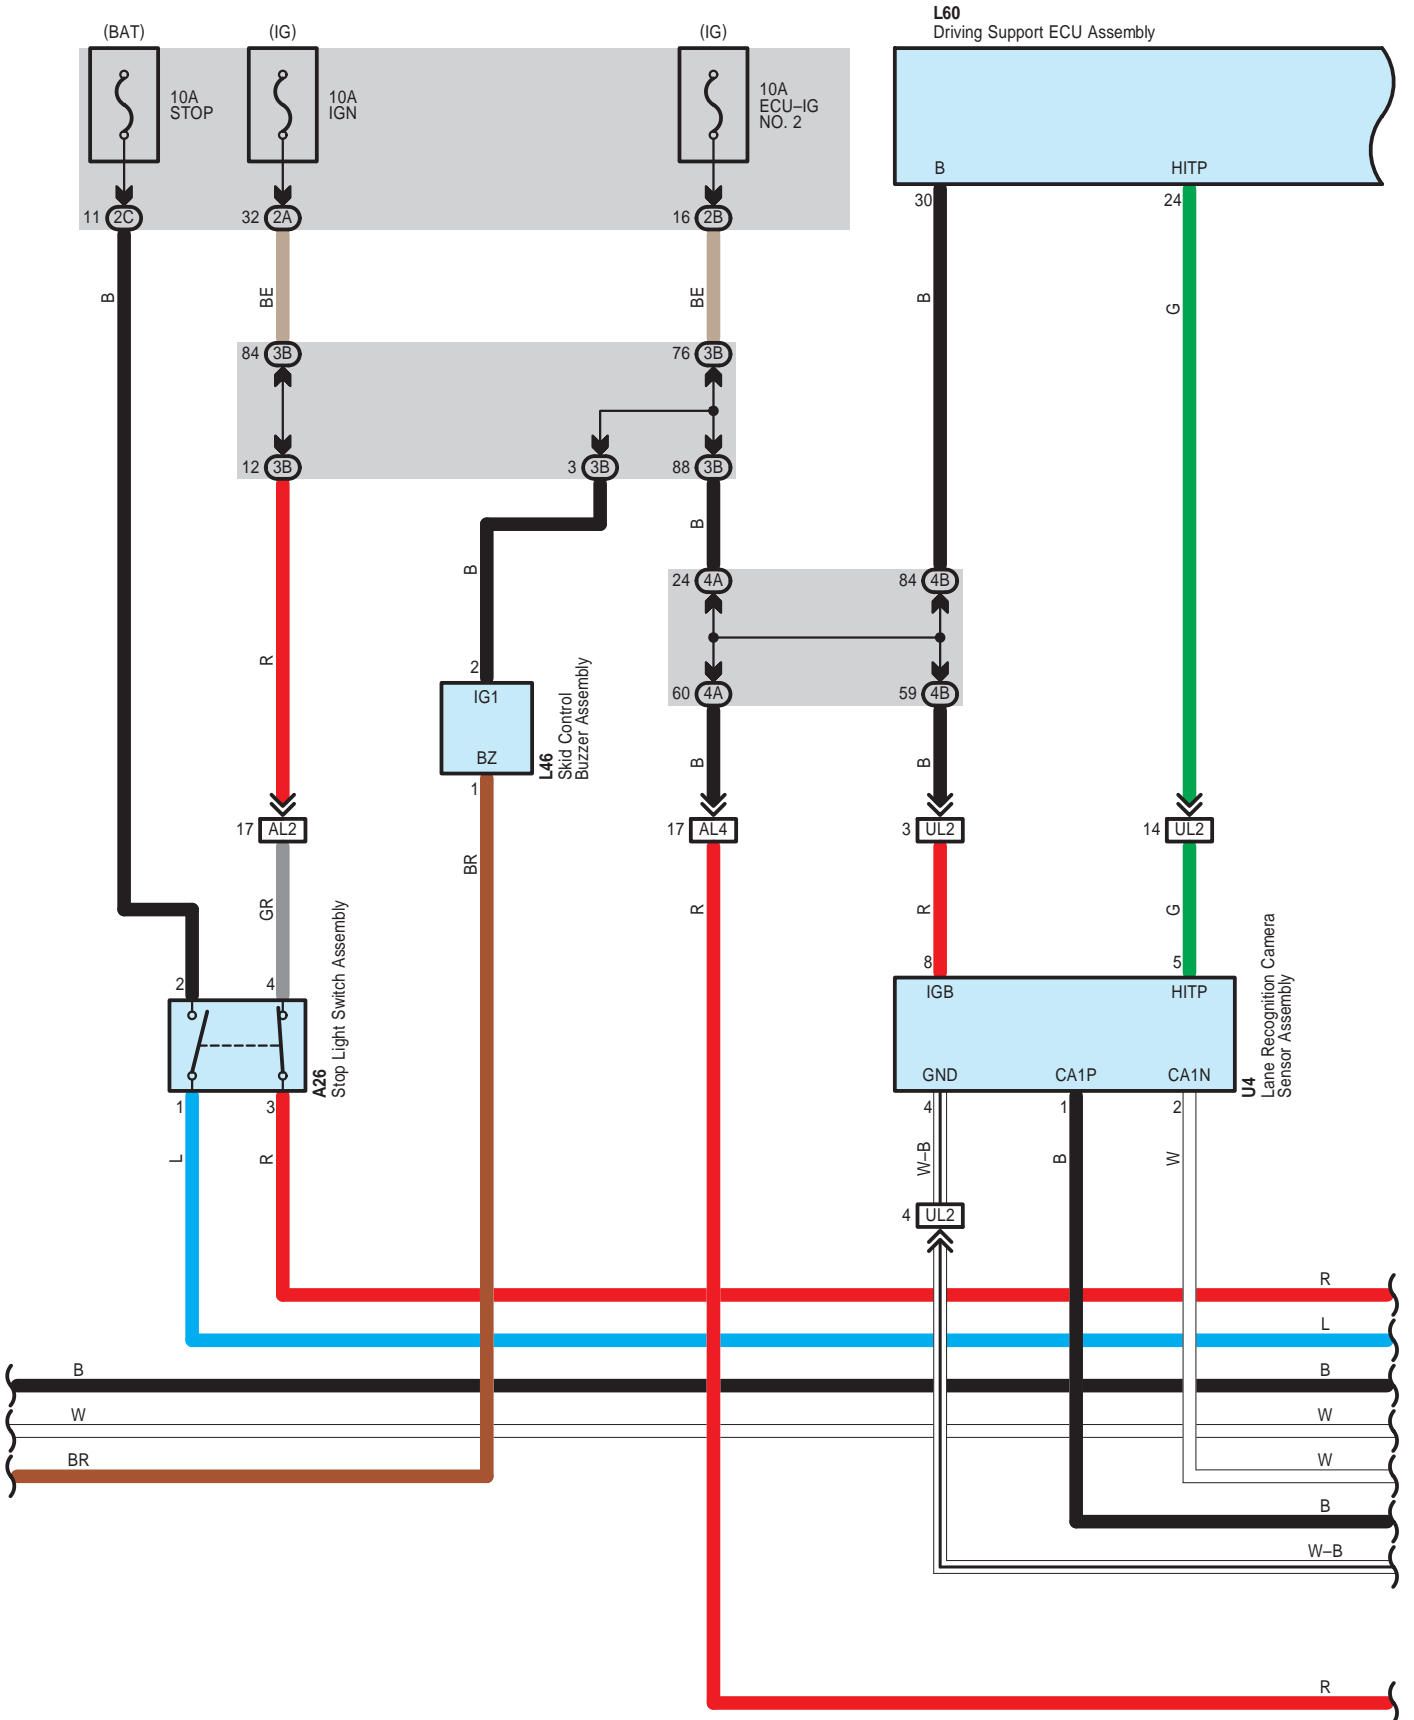 L60
Driving Support ECU Assembly
(BAT)
(IG)
(IG)
10A
STOP
10A
IGN
10A
ECU–IG
NO. 2
B
HITP
30
24
11 2C
32 2A
16 2B
B
BE
BE
B
G
84 3B
76 3B
12 3B
3 3B
88 3B
B
B
24 4A
84 4B
R
2
IG1
BZ
1
L46
Skid Control
Buzzer Assembly
60 4A
59 4B
B
B
17 AL2
17 AL4
3 UL2
14 UL2
BR
GR
R
R
G
2
4
A26
Stop Light Switch Assembly
8
5
IGB
HITP
GND
CA1P
CA1N
U4
Lane Recognition Camera
Sensor Assembly
1
3
4
1
2
L
R
W–B
B
W
4 UL2
R
L
B
B
W
W
BR
W
B
W–B
R